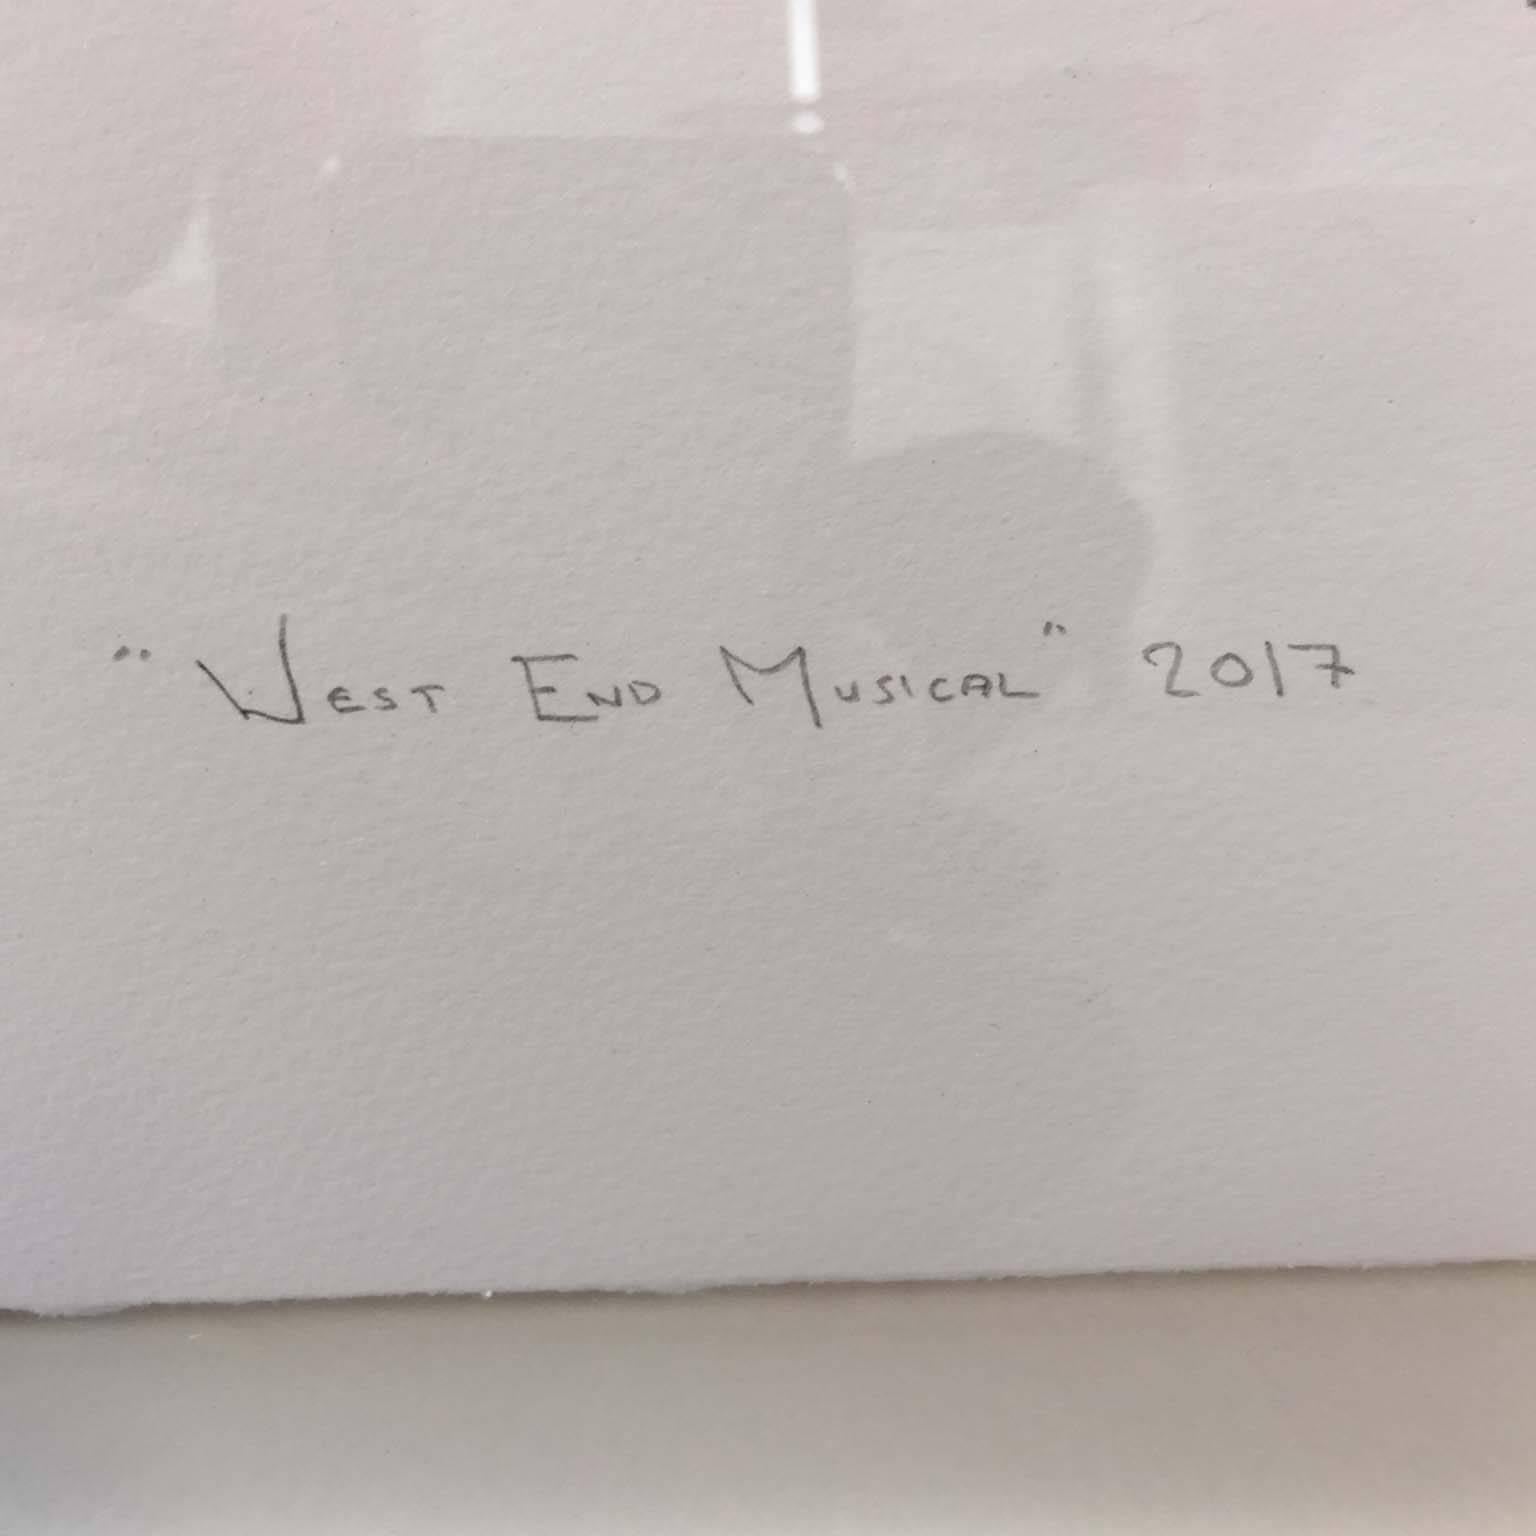 "West End Musical" 2017